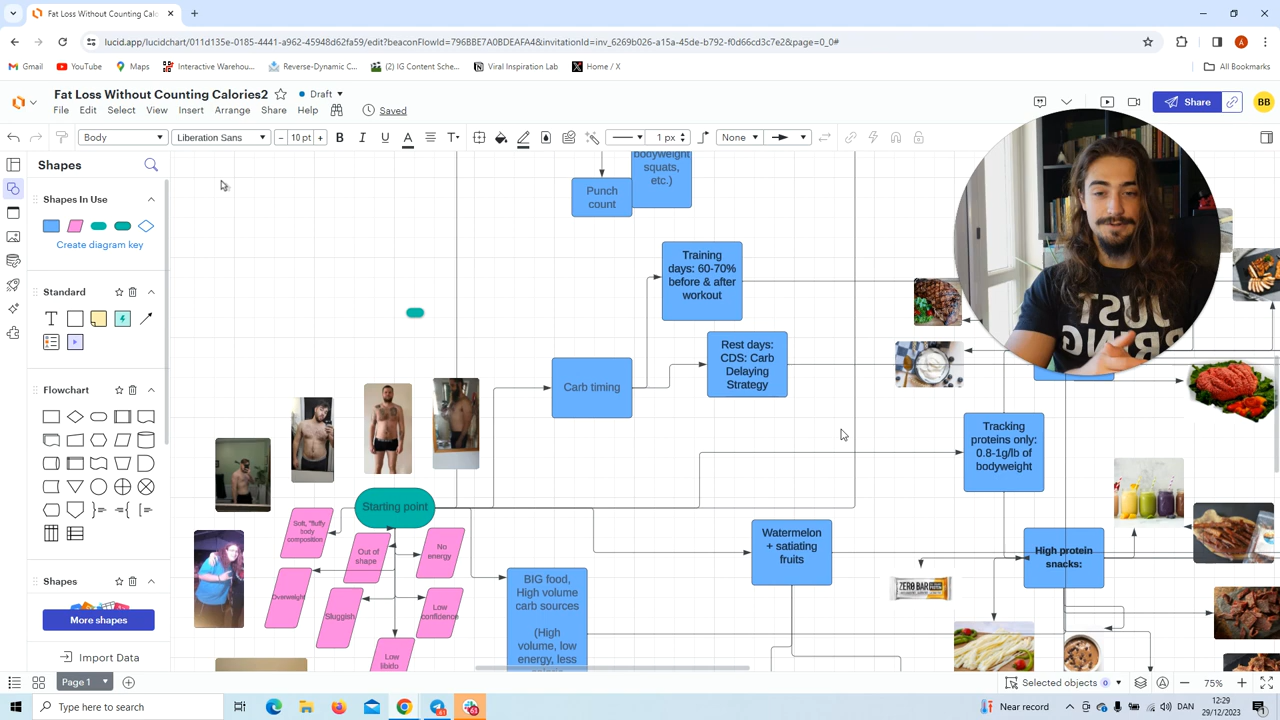 Fat Loss Without Counting Calo
lucid.app/lucidchart/011d135e-0185-4441-a962-45948d62fa59/edit?beaconFlowId=796BBE7A0BDEAFA4&invitationId=inv_6269b026-a15a-45de-b792-f0d66cd3c7e2&page=0_0#
Gmail
YouTube
Maps
Interactive Warehou...
Reverse-Dynamic C...
(2) IG Content Sche...
Viral Inspiration Lab
Home / X
All Bookmarks
Fat Loss Without Counting Calories2
Draft
File
Edit
Select
View
Insert
Arrange
Share
Help
Saved
Share
BB
Body
Liberation Sans
10 pt
1 px
None
Shapes
Shapes In Use
Create diagram key
Standard
Flowchart
Shapes
More shapes
Import Data
bodyweight
squats,
etc.)
Punch
count
Training
days: 60-70%
before & after
workout
Rest days:
CDS: Carb
Delaying
Strategy
Carb timing
Tracking
proteins only:
0.8-1g/lb of
bodyweight
Starting point
Soft, "fluffy
body
composition
Out of
shape
No
energy
Overweight
Sluggish
Low
confidence
Low
libido
BIG food,
High volume
carb sources
(High
volume, low
energy, less
Watermelon
+ satiating
fruits
High protein
snacks:
ZERO BAR
JUST
Page 1
Selected objects
0
75%
Type here to search
Near record
DAN
12:29
29/12/2023